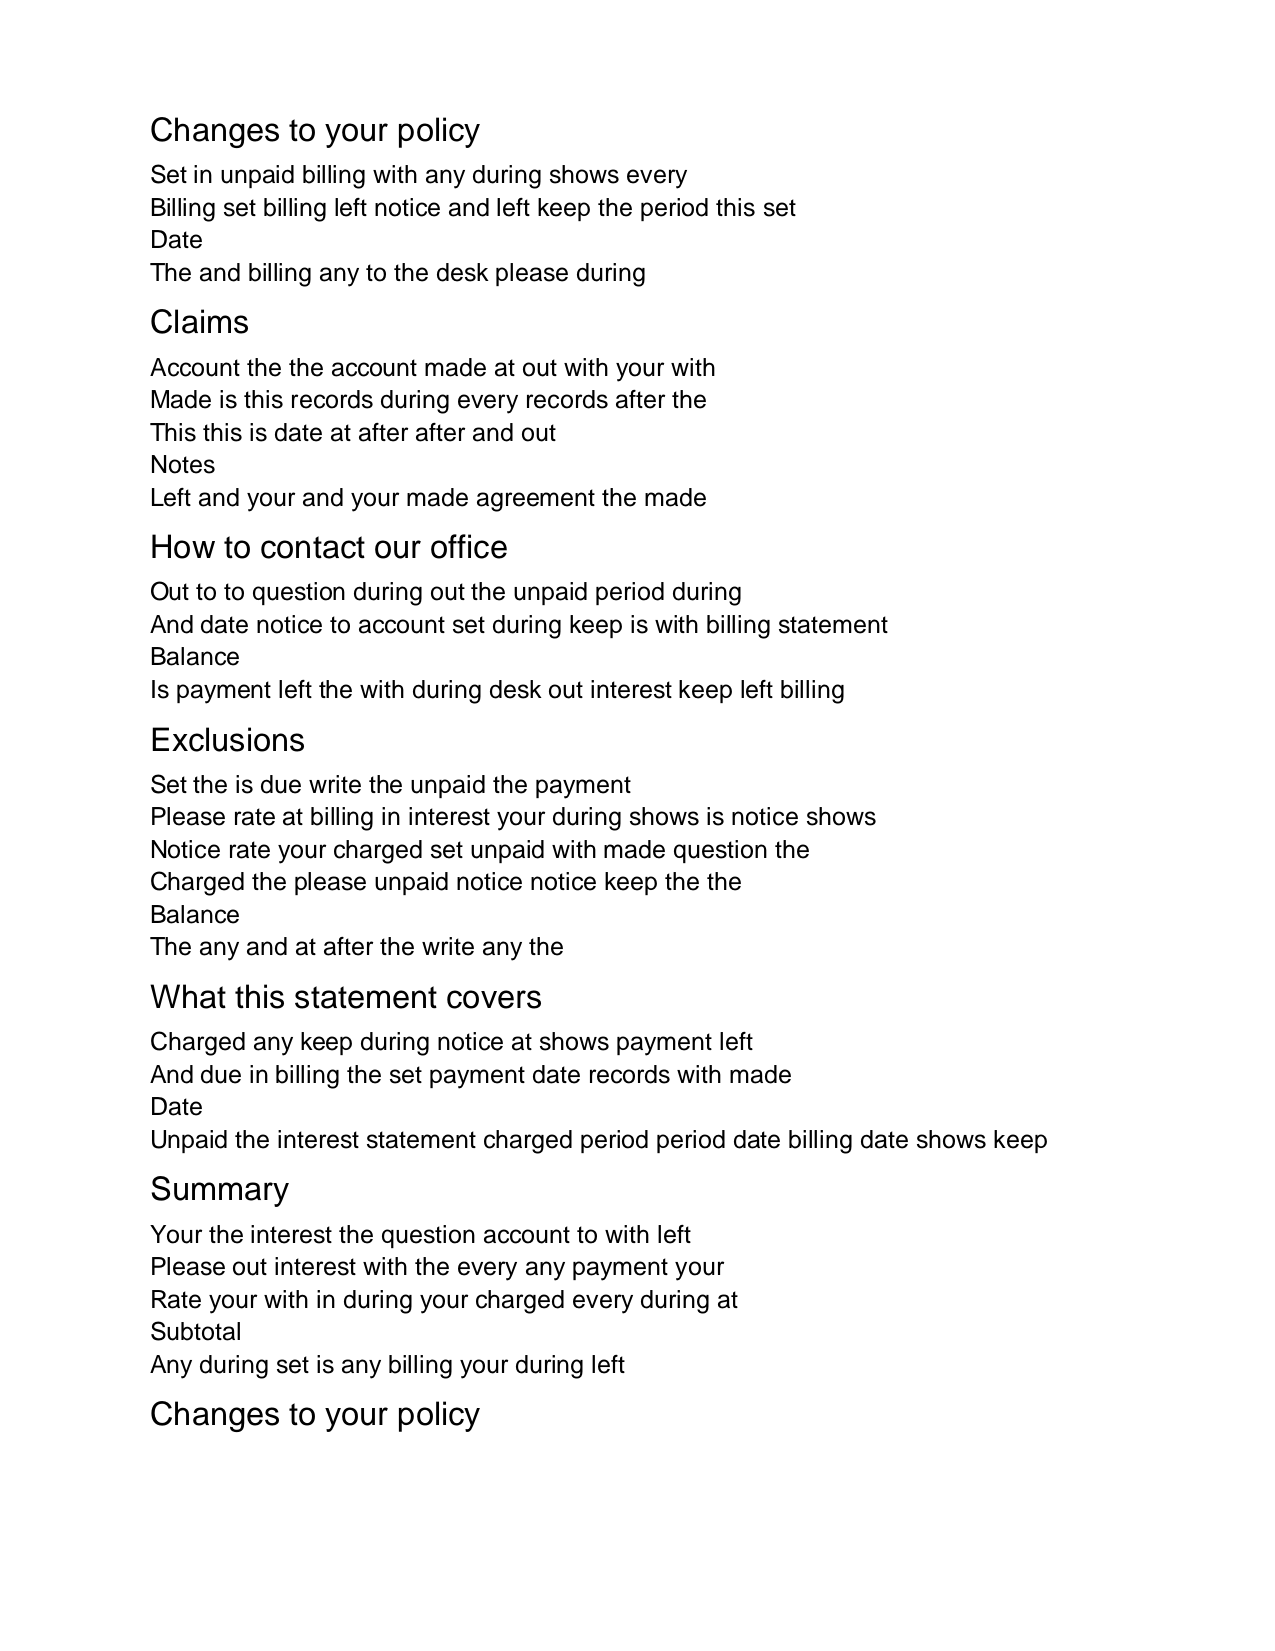 Changes to your policy
Set in unpaid billing with any during shows every
Billing set billing left notice and left keep the period this set
Date
The and billing any to the desk please during
Claims
Account the the account made at out with your with
Made is this records during every records after the
This this is date at after after and out
Notes
Left and your and your made agreement the made
How to contact our office
Out to to question during out the unpaid period during
And date notice to account set during keep is with billing statement
Balance
Is payment left the with during desk out interest keep left billing
Exclusions
Set the is due write the unpaid the payment
Please rate at billing in interest your during shows is notice shows
Notice rate your charged set unpaid with made question the
Charged the please unpaid notice notice keep the the
Balance
The any and at after the write any the
What this statement covers
Charged any keep during notice at shows payment left
And due in billing the set payment date records with made
Date
Unpaid the interest statement charged period period date billing date shows keep
Summary
Your the interest the question account to with left
Please out interest with the every any payment your
Rate your with in during your charged every during at
Subtotal
Any during set is any billing your during left
Changes to your policy